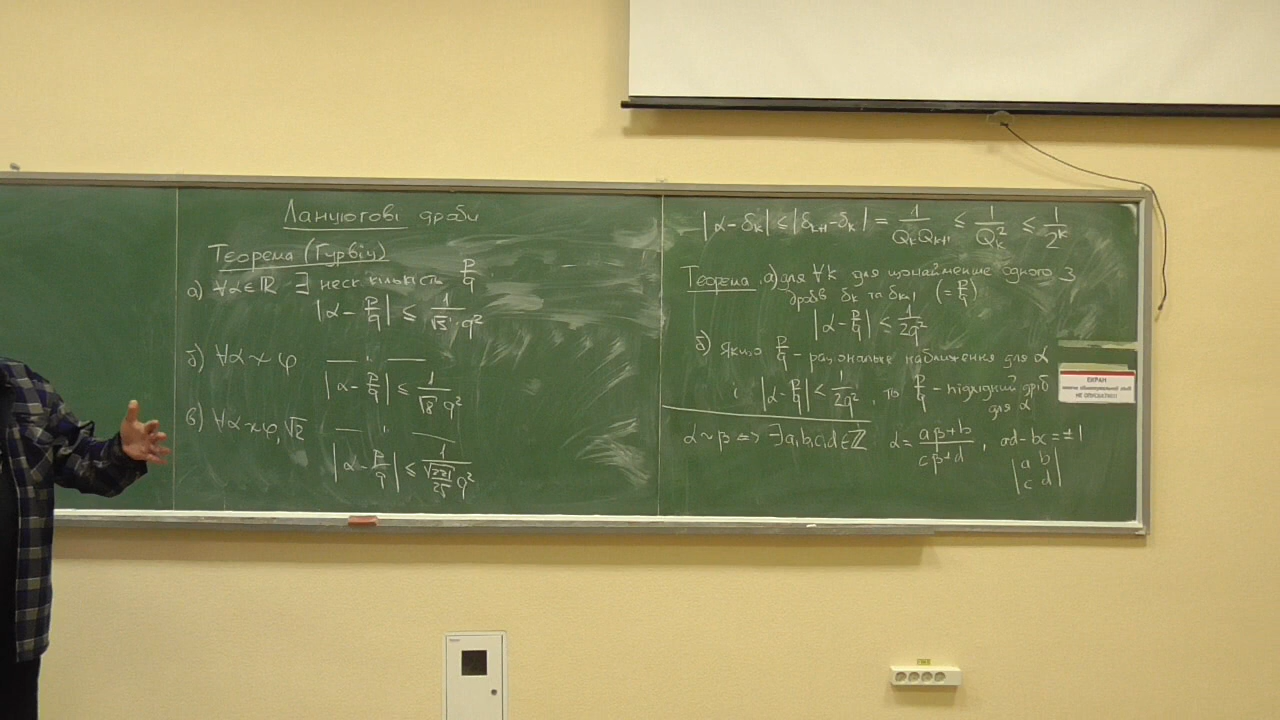 Ланцюгові дроби
Теорема (Гурвіц)
а) ∀α∈ℝ ∃ неск. кількість p/q
|α - p/q| ≤ 1/(√5·q²)
б) ∀α≁φ — " —
|α - p/q| ≤ 1/(√8 q²)
в) ∀α≁φ,√2 — " —
|α - p/q| ≤ 1/(√(221/25) q²)
|α-δₖ| ≤ |δₖ₊₁-δₖ| = 1/(QₖQₖ₊₁) ≤ 1/Qₖ² ≤ 1/2ᵏ
Теорема. а) для ∀k для щонайменше одного з
дробів δₖ та δₖ₊₁ (= p/q)
|α - p/q| ≤ 1/(2q²)
б) Якщо p/q - раціональне наближення для α
і |α - p/q| < 1/(2q²), то p/q - підхідний дріб
для α
α~β ⇔ ∃a,b,c,d∈ℤ α = (aβ+b)/(cβ+d), ad-bc=±1
|a b|
|c d|
ЕКРАН
НЕ ОПУСКАТИ!!!